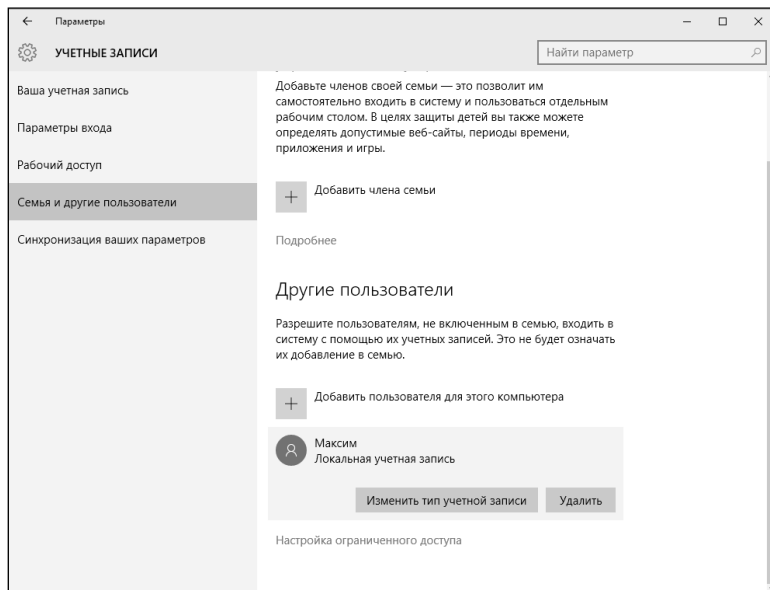 Параметры
УЧЕТНЫЕ ЗАПИСИ
Найти параметр
Ваша учетная запись
Параметры входа
Рабочий доступ
Семья и другие пользователи
Синхронизация ваших параметров
Добавьте членов своей семьи — это позволит им
самостоятельно входить в систему и пользоваться отдельным
рабочим столом. В целях защиты детей вы также можете
определять допустимые веб-сайты, периоды времени,
приложения и игры.
Добавить члена семьи
Подробнее
Другие пользователи
Разрешите пользователям, не включенным в семью, входить в
систему с помощью их учетных записей. Это не будет означать
их добавление в семью.
Добавить пользователя для этого компьютера
Максим
Локальная учетная запись
Изменить тип учетной записи Удалить
Настройка ограниченного доступа